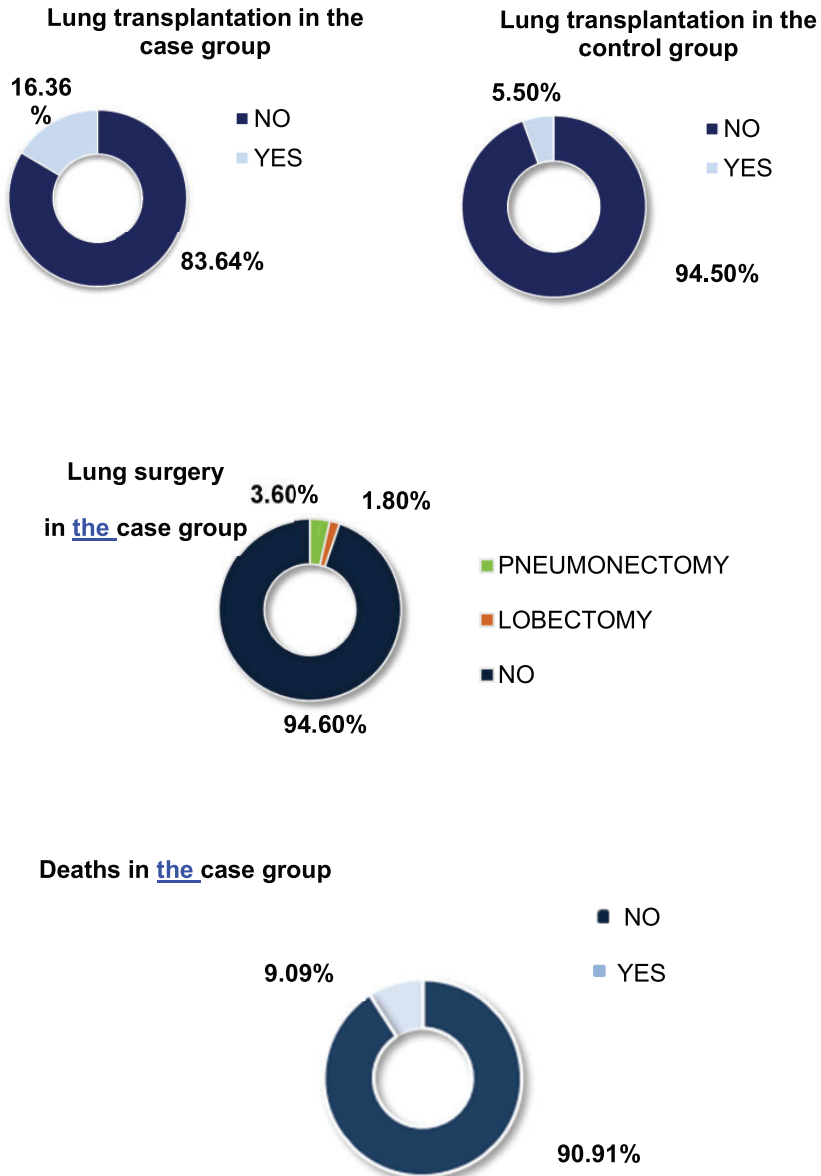 Lung transplantation in the
case group
16.36
%
NO
YES
83.64%
Lung transplantation in the
control group
5.50%
NO
YES
94.50%
Lung surgery
in the case group
3.60%
1.80%
PNEUMONECTOMY
LOBECTOMY
NO
94.60%
Deaths in the case group
NO
YES
9.09%
90.91%